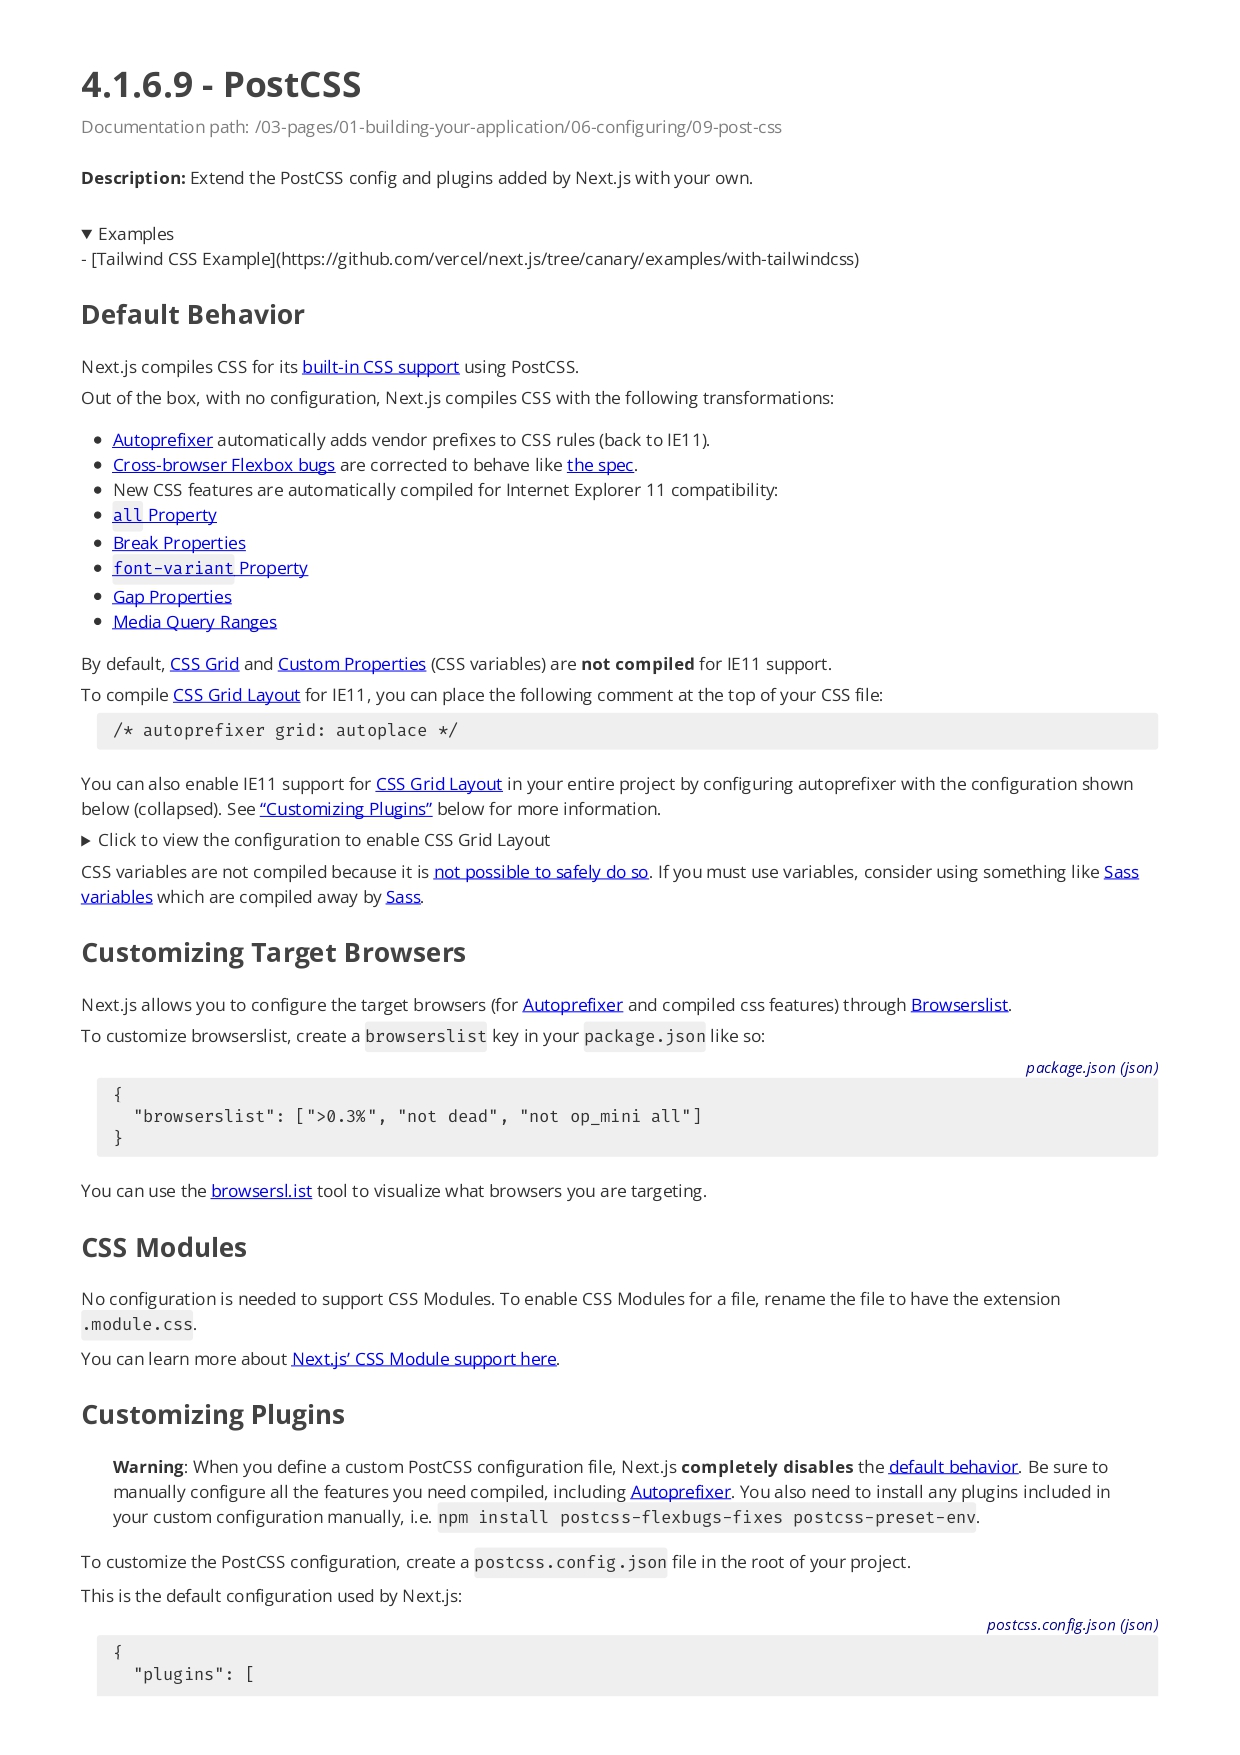 4.1.6.9 - PostCSS
Documentation path: /03-pages/01-building-your-application/06-configuring/09-post-css
Description: Extend the PostCSS config and plugins added by Next.js with your own.
▼ Examples
- [Tailwind CSS Example](https://github.com/vercel/next.js/tree/canary/examples/with-tailwindcss)
Default Behavior
Next.js compiles CSS for its built-in CSS support using PostCSS.
Out of the box, with no configuration, Next.js compiles CSS with the following transformations:
• Autoprefixer automatically adds vendor prefixes to CSS rules (back to IE11).
• Cross-browser Flexbox bugs are corrected to behave like the spec.
• New CSS features are automatically compiled for Internet Explorer 11 compatibility:
• all Property
• Break Properties
• font-variant Property
• Gap Properties
• Media Query Ranges
By default, CSS Grid and Custom Properties (CSS variables) are not compiled for IE11 support.
To compile CSS Grid Layout for IE11, you can place the following comment at the top of your CSS file:
/* autoprefixer grid: autoplace */
You can also enable IE11 support for CSS Grid Layout in your entire project by configuring autoprefixer with the configuration shown
below (collapsed). See “Customizing Plugins” below for more information.
▶ Click to view the configuration to enable CSS Grid Layout
CSS variables are not compiled because it is not possible to safely do so. If you must use variables, consider using something like Sass
variables which are compiled away by Sass.
Customizing Target Browsers
Next.js allows you to configure the target browsers (for Autoprefixer and compiled css features) through Browserslist.
To customize browserslist, create a browserslist key in your package.json like so:
package.json (json)
{
  "browserslist": [">0.3%", "not dead", "not op_mini all"]
}
You can use the browsersl.ist tool to visualize what browsers you are targeting.
CSS Modules
No configuration is needed to support CSS Modules. To enable CSS Modules for a file, rename the file to have the extension
.module.css.
You can learn more about Next.js’ CSS Module support here.
Customizing Plugins
Warning: When you define a custom PostCSS configuration file, Next.js completely disables the default behavior. Be sure to
manually configure all the features you need compiled, including Autoprefixer. You also need to install any plugins included in
your custom configuration manually, i.e. npm install postcss-flexbugs-fixes postcss-preset-env.
To customize the PostCSS configuration, create a postcss.config.json file in the root of your project.
This is the default configuration used by Next.js:
postcss.config.json (json)
{
  "plugins": [